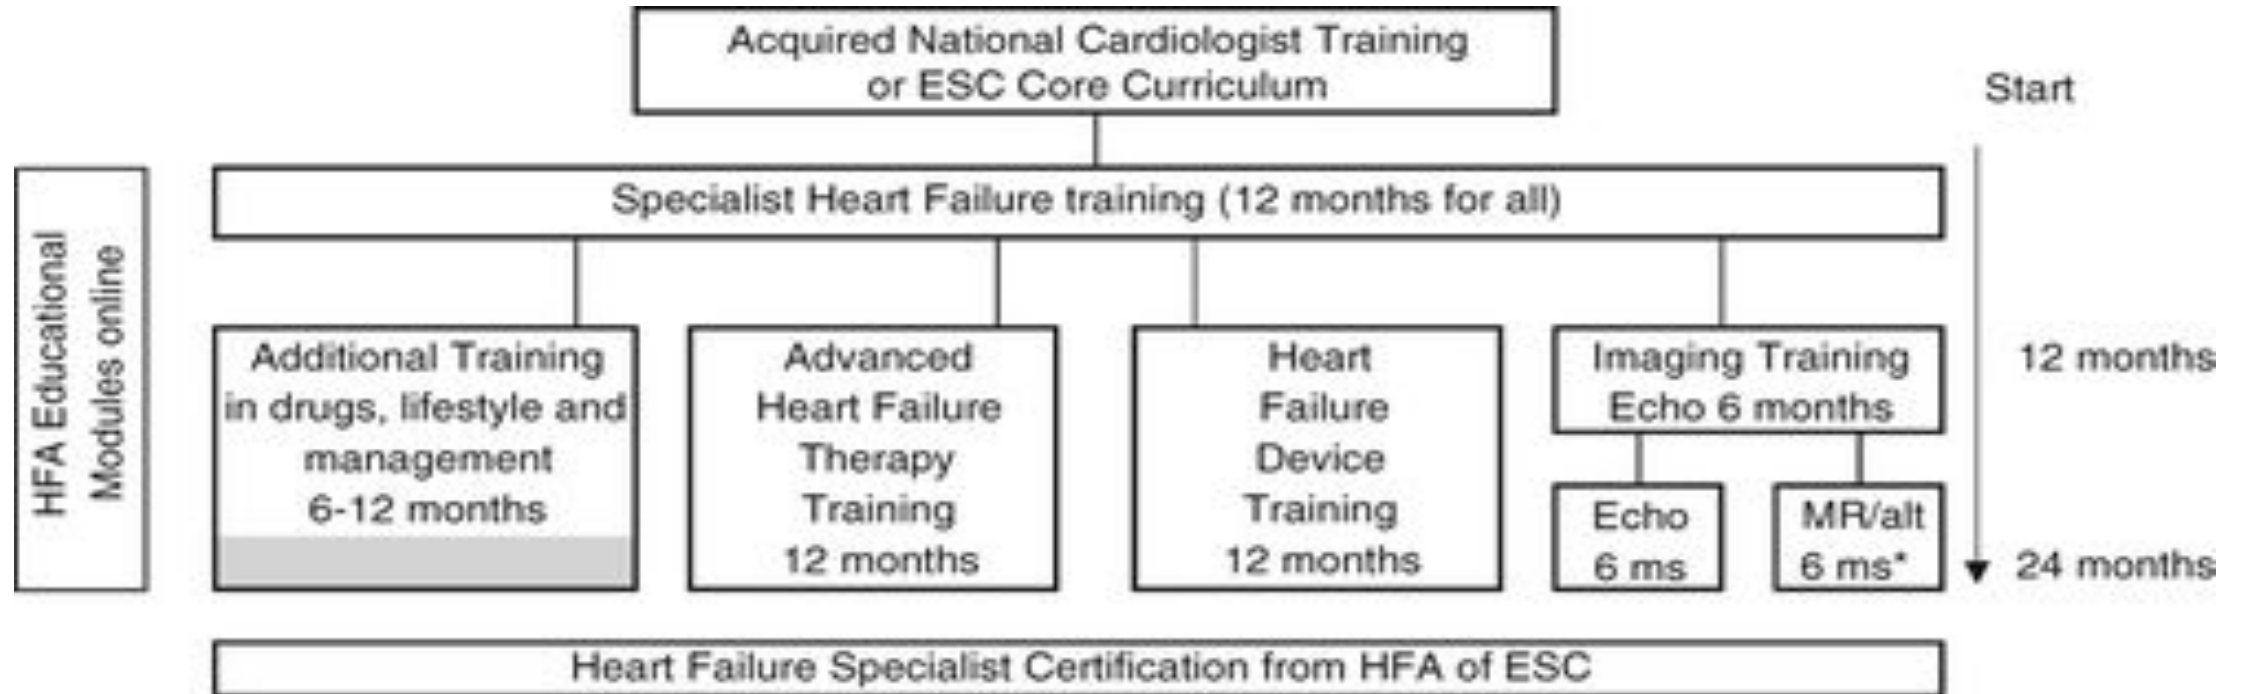 Acquired National Cardiologist Training
or ESC Core Curriculum
Start
HFA Educational
Modules online
Specialist Heart Failure training (12 months for all)
Additional Training
in drugs, lifestyle and
management
6-12 months
Advanced
Heart Failure
Therapy
Training
12 months
Heart
Failure
Device
Training
12 months
Imaging Training
Echo 6 months
Echo
6 ms
MR/alt
6 ms*
12 months
24 months
Heart Failure Specialist Certification from HFA of ESC